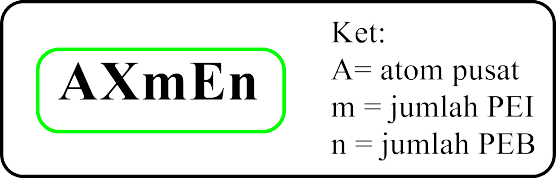 AXmEn
Ket:
A= atom pusat
m = jumlah PEI
n = jumlah PEB